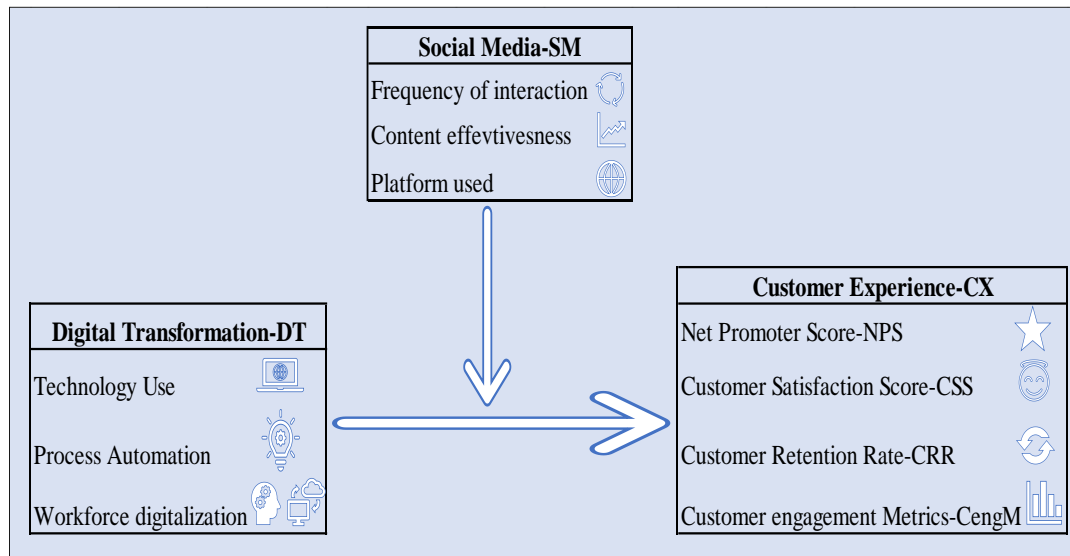 Social Media-SM
Frequency of interaction
Content effevtivesness
Platform used
Digital Transformation-DT
Technology Use
Process Automation
Workforce digitalization
Customer Experience-CX
Net Promoter Score-NPS
Customer Satisfaction Score-CSS
Customer Retention Rate-CRR
Customer engagement Metrics-CengM